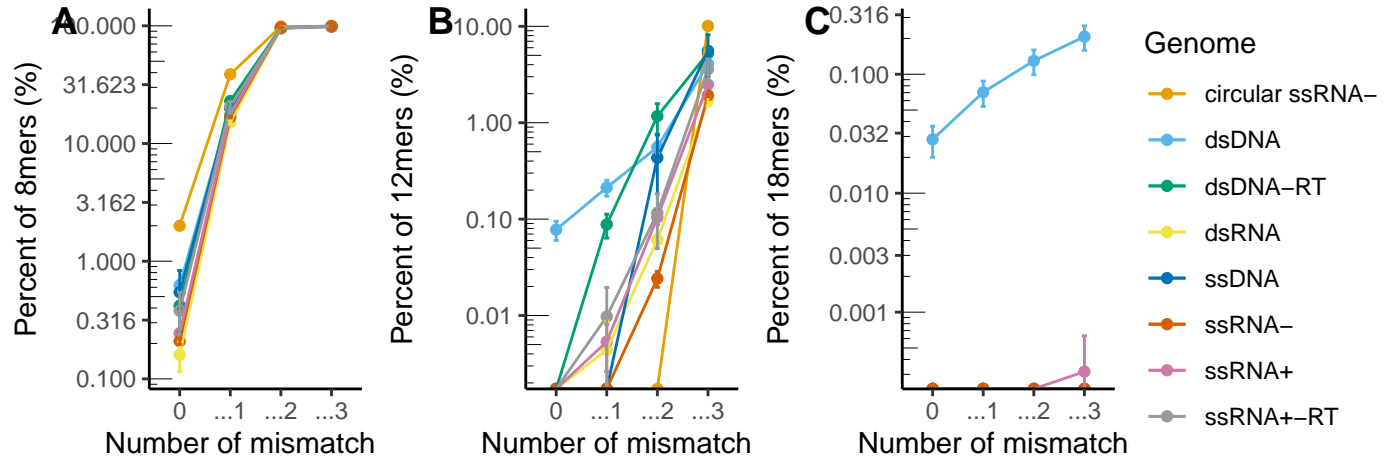 A
Percent of 8mers (%)
100.000
31.623
10.000
3.162
1.000
0.316
0.100
0 ...1 ...2 ...3
Number of mismatch
B
Percent of 12mers (%)
10.00
1.00
0.10
0.01
0 ...1 ...2 ...3
Number of mismatch
C
Percent of 18mers (%)
0.316
0.100
0.032
0.010
0.003
0.001
0 ...1 ...2 ...3
Number of mismatch
Genome
circular ssRNA−
dsDNA
dsDNA−RT
dsRNA
ssDNA
ssRNA−
ssRNA+
ssRNA+−RT